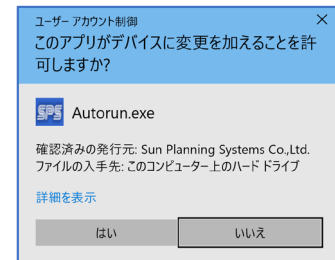 ユーザー アカウント制御
このアプリがデバイスに変更を加えることを許
可しますか?
SPS Autorun.exe
確認済みの発行元: Sun Planning Systems Co.,Ltd.
ファイルの入手先: このコンピューター上のハード ドライブ
詳細を表示
はい いいえ